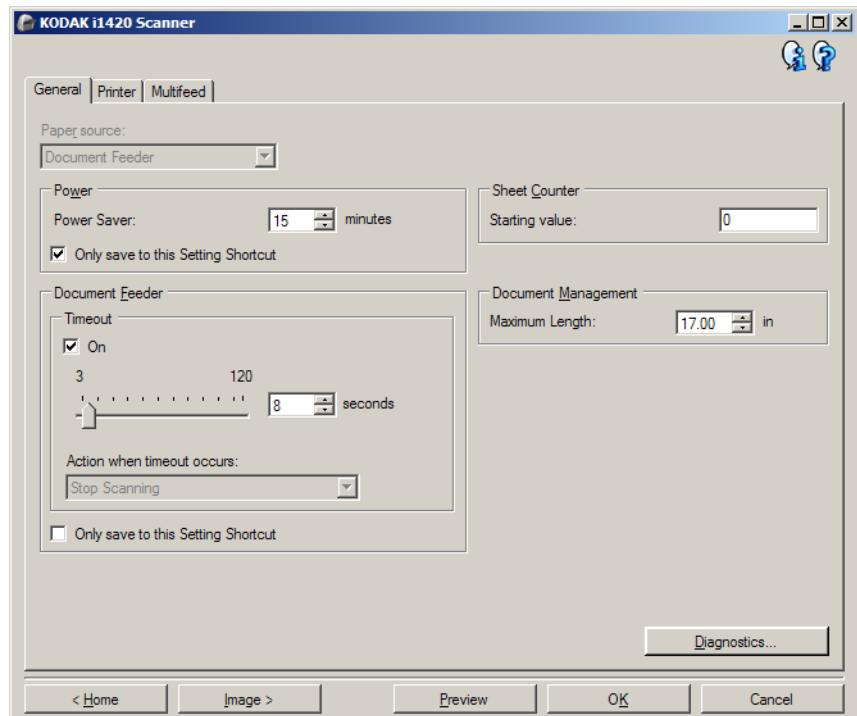 KODAK i1420 Scanner
General Printer Multifeed
Paper source:
Document Feeder
Power
Power Saver: 15 minutes
Only save to this Setting Shortcut
Sheet Counter
Starting value: 0
Document Feeder
Timeout
On
3 120
8 seconds
Action when timeout occurs:
Stop Scanning
Only save to this Setting Shortcut
Document Management
Maximum Length: 17.00 in
Diagnostics...
< Home Image > Preview OK Cancel